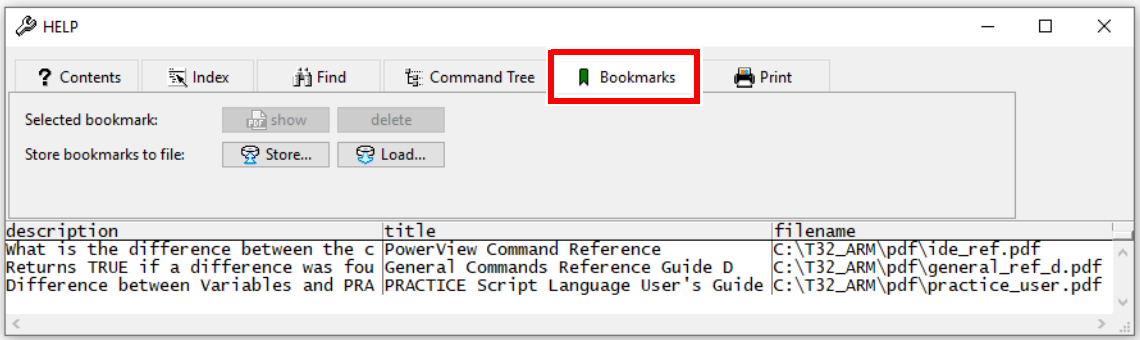 HELP
? Contents Index Find Command Tree Bookmarks Print
Selected bookmark: PDF show delete
Store bookmarks to file: Store... Load...
description title filename
What is the difference between the c PowerView Command Reference C:\T32_ARM\pdf\ide_ref.pdf
Returns TRUE if a difference was fou General Commands Reference Guide D C:\T32_ARM\pdf\general_ref_d.pdf
Difference between Variables and PRA PRACTICE Script Language User's Guide C:\T32_ARM\pdf\practice_user.pdf